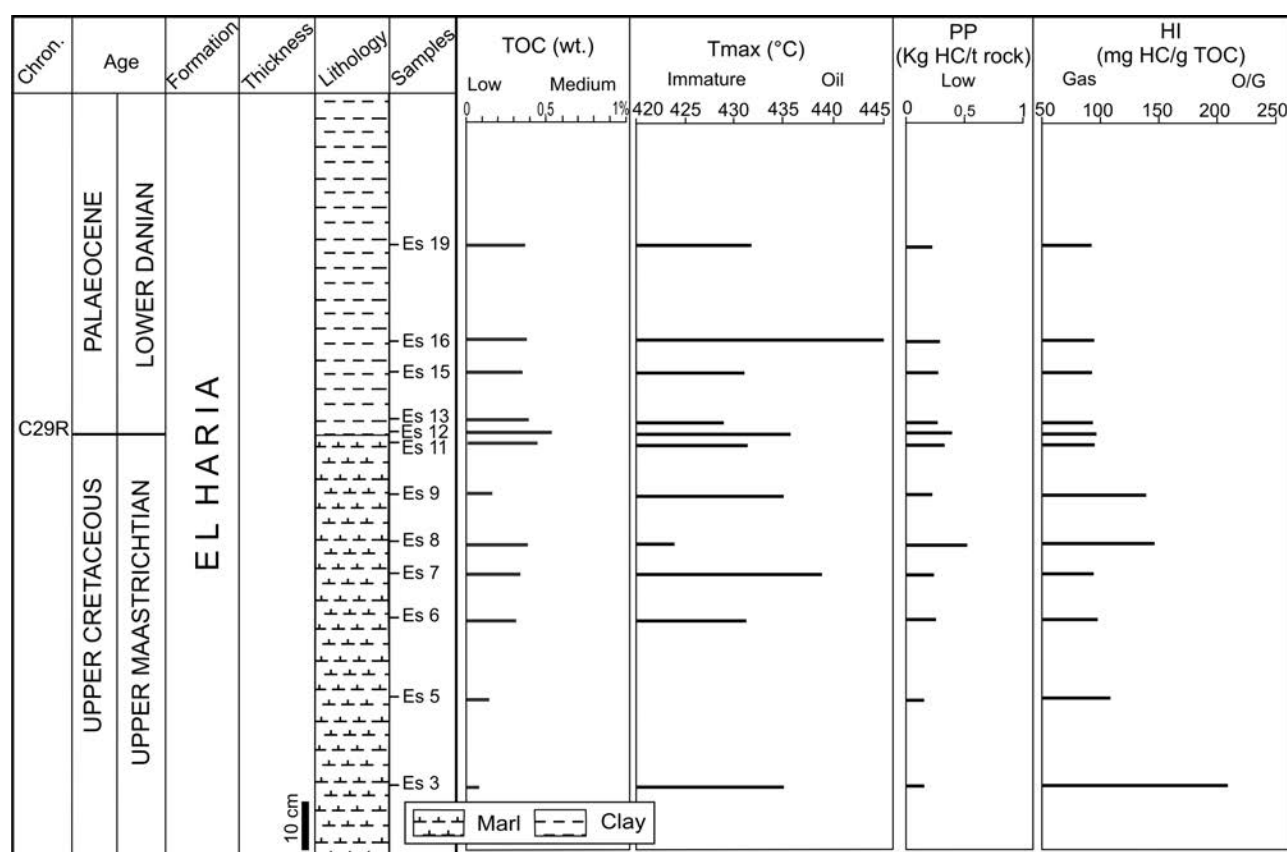 Chron.
Age
Formation
Thickness
Lithology
Samples
TOC (wt.)
Low Medium
0 0,5 1%
Tmax (°C)
Immature Oil
420 425 430 435 440 445
PP
(Kg HC/t rock)
Low
0 0,5 1
HI
(mg HC/g TOC)
Gas O/G
50 100 150 200 250
C29R
PALAEOCENE
LOWER DANIAN
UPPER CRETACEOUS
UPPER MAASTRICHTIAN
EL HARIA
Es 19
Es 16
Es 15
Es 13
Es 12
Es 11
Es 9
Es 8
Es 7
Es 6
Es 5
Es 3
10 cm
Marl Clay